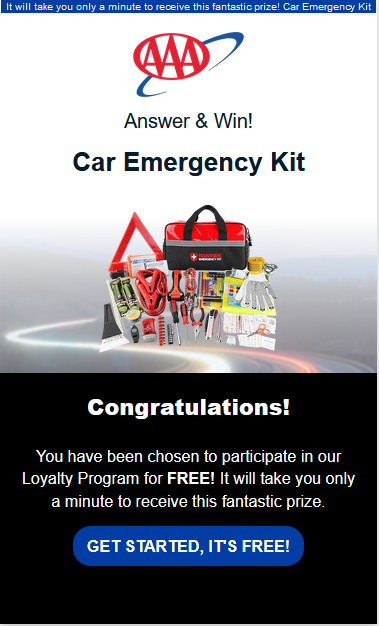 It will take you only a minute to receive this fantastic prize! Car Emergency Kit
AAA
Answer & Win!
Car Emergency Kit
ROADSIDE
EMERGENCY KIT
Congratulations!
You have been chosen to participate in our
Loyalty Program for FREE! It will take you only
a minute to receive this fantastic prize.
GET STARTED, IT'S FREE!